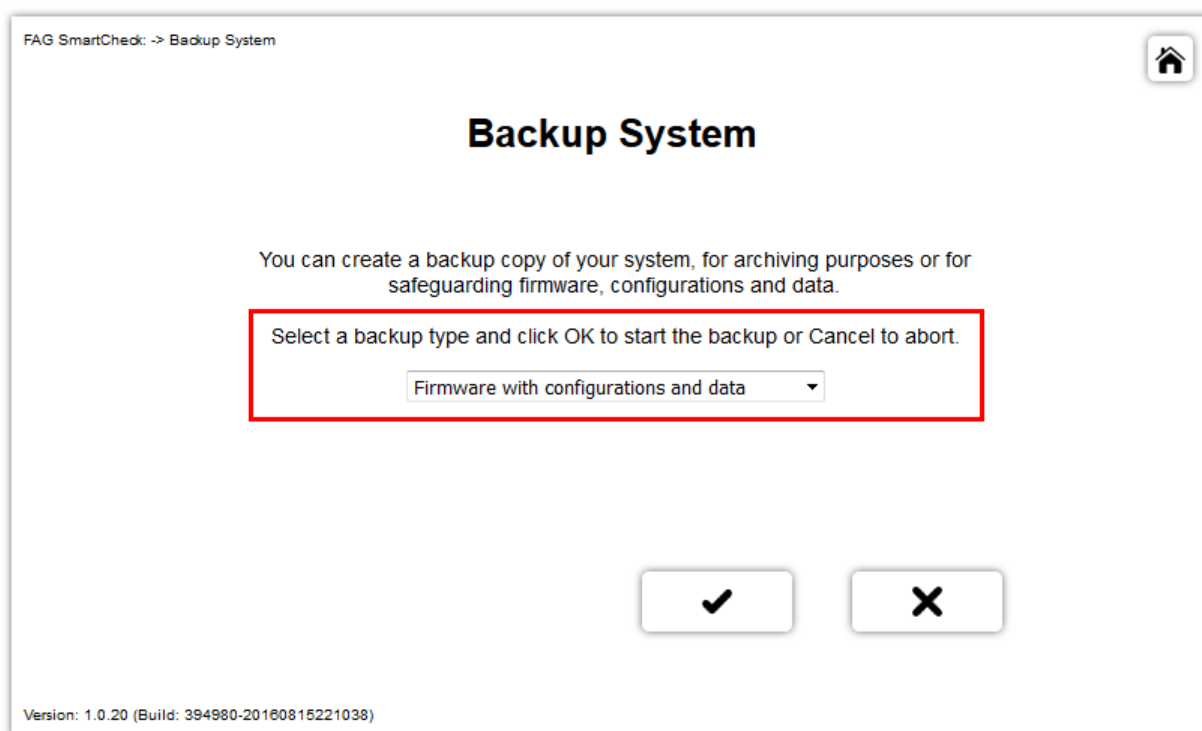 FAG SmartCheck: -> Backup System
Backup System
You can create a backup copy of your system, for archiving purposes or for
safeguarding firmware, configurations and data.
Select a backup type and click OK to start the backup or Cancel to abort.
Firmware with configurations and data
Version: 1.0.20 (Build: 394980-20160815221038)